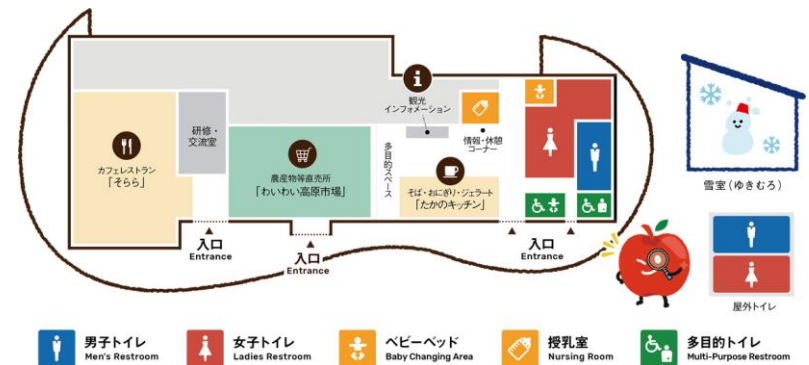 観光
インフォメーション
研修・
交流室
情報・休憩
コーナー
カフェレストラン
「そらら」
農産物等直売所
「わいわい高原市場」
多目的スペース
そば・おにぎり・ジェラート
「たかのキッチン」
雪室(ゆきむろ)
入口
Entrance
入口
Entrance
入口
Entrance
屋外トイレ
男子トイレ
Men's Restroom
女子トイレ
Ladies Restroom
ベビーベッド
Baby Changing Area
授乳室
Nursing Room
多目的トイレ
Multi-Purpose Restroom